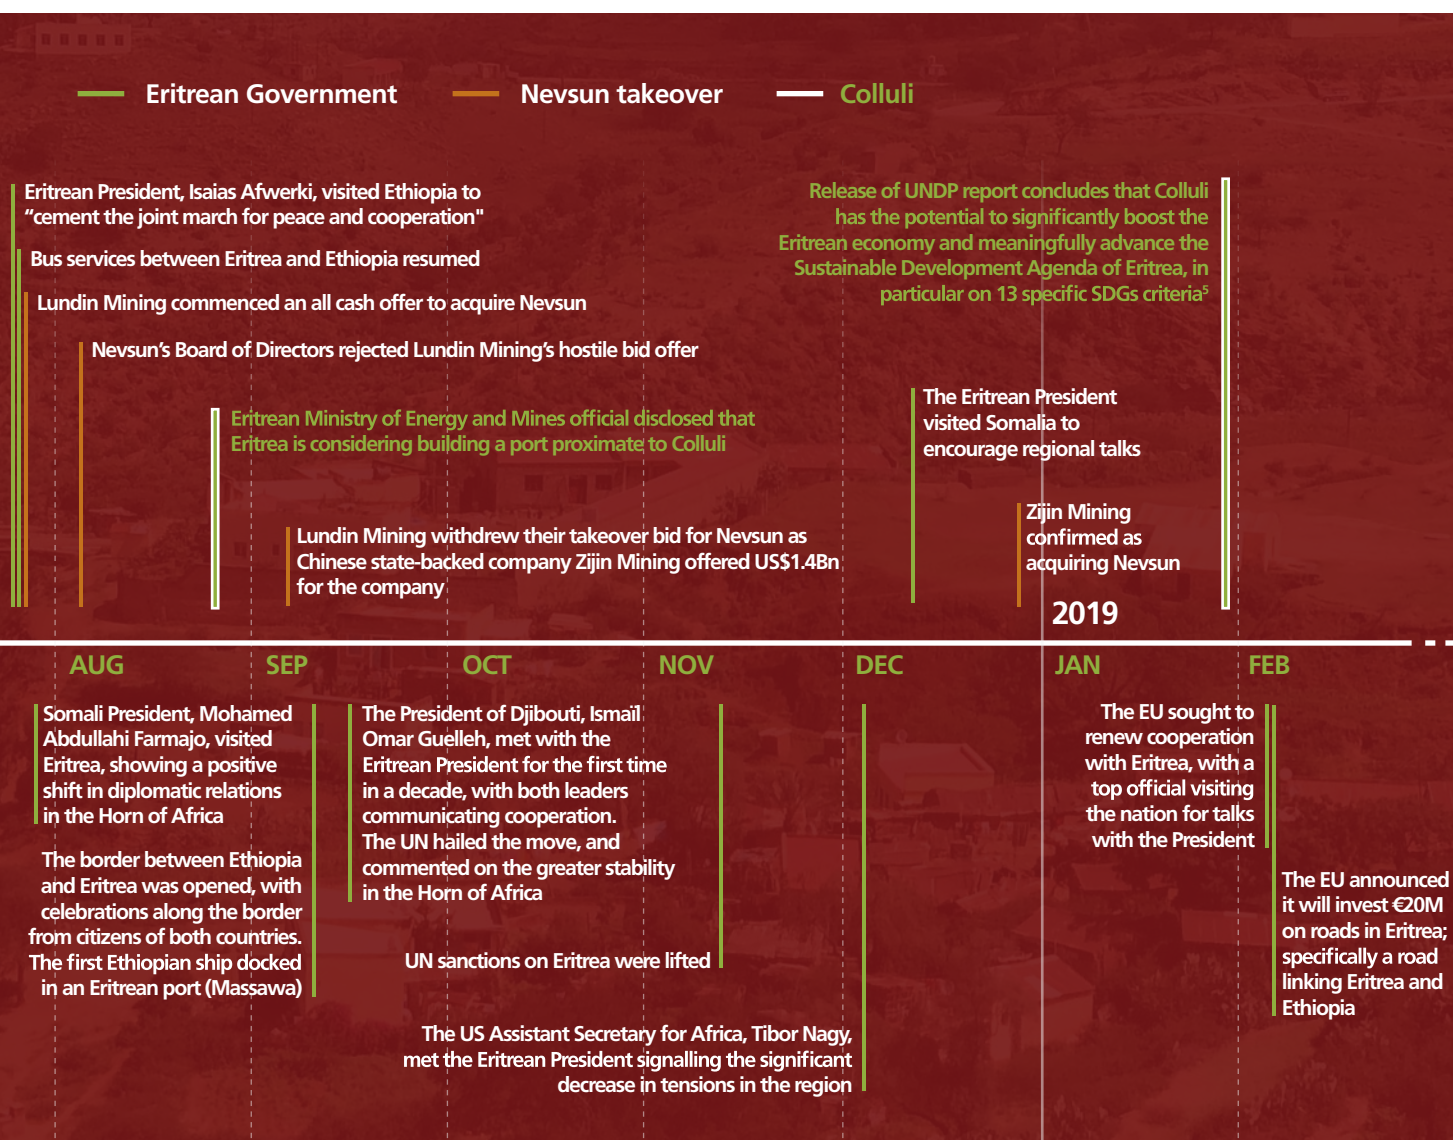 Eritrean Government
Nevsun takeover
Colluli
Eritrean President, Isaias Afwerki, visited Ethiopia to
“cement the joint march for peace and cooperation"
Bus services between Eritrea and Ethiopia resumed
Lundin Mining commenced an all cash offer to acquire Nevsun
Nevsun’s Board of Directors rejected Lundin Mining’s hostile bid offer
Eritrean Ministry of Energy and Mines official disclosed that
Eritrea is considering building a port proximate to Colluli
Lundin Mining withdrew their takeover bid for Nevsun as
Chinese state-backed company Zijin Mining offered US$1.4Bn
for the company
Release of UNDP report concludes that Colluli
has the potential to significantly boost the
Eritrean economy and meaningfully advance the
Sustainable Development Agenda of Eritrea, in
particular on 13 specific SDGs criteria⁵
The Eritrean President
visited Somalia to
encourage regional talks
Zijin Mining
confirmed as
acquiring Nevsun
2019
AUG
SEP
OCT
NOV
DEC
JAN
FEB
Somali President, Mohamed
Abdullahi Farmajo, visited
Eritrea, showing a positive
shift in diplomatic relations
in the Horn of Africa
The border between Ethiopia
and Eritrea was opened, with
celebrations along the border
from citizens of both countries.
The first Ethiopian ship docked
in an Eritrean port (Massawa)
The President of Djibouti, Ismaïl
Omar Guelleh, met with the
Eritrean President for the first time
in a decade, with both leaders
communicating cooperation.
The UN hailed the move, and
commented on the greater stability
in the Horn of Africa
UN sanctions on Eritrea were lifted
The US Assistant Secretary for Africa, Tibor Nagy,
met the Eritrean President signalling the significant
decrease in tensions in the region
The EU sought to
renew cooperation
with Eritrea, with a
top official visiting
the nation for talks
with the President
The EU announced
it will invest €20M
on roads in Eritrea;
specifically a road
linking Eritrea and
Ethiopia